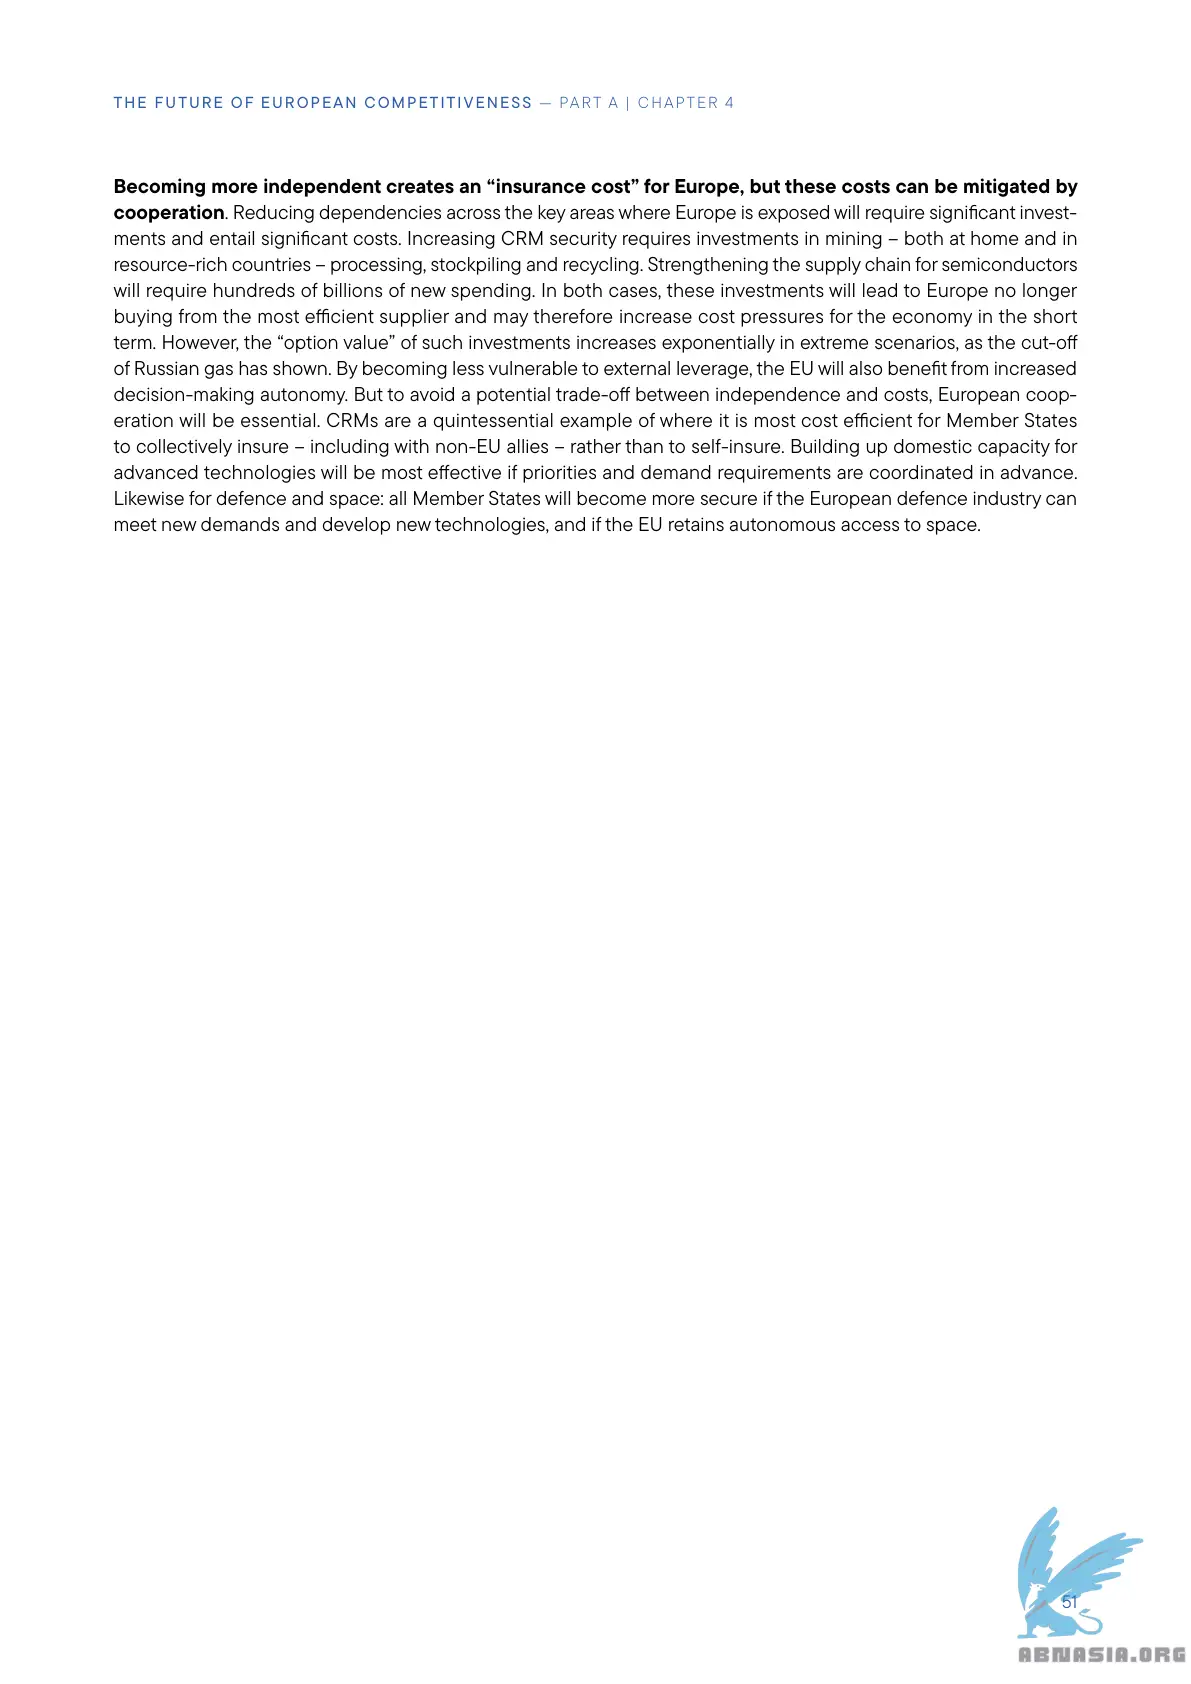 THE FUTURE OF EUROPEAN COMPETITIVENESS — PART A | CHAPTER 4
Becoming more independent creates an “insurance cost” for Europe, but these costs can be mitigated by
cooperation. Reducing dependencies across the key areas where Europe is exposed will require significant invest-
ments and entail significant costs. Increasing CRM security requires investments in mining – both at home and in
resource-rich countries – processing, stockpiling and recycling. Strengthening the supply chain for semiconductors
will require hundreds of billions of new spending. In both cases, these investments will lead to Europe no longer
buying from the most efficient supplier and may therefore increase cost pressures for the economy in the short
term. However, the “option value” of such investments increases exponentially in extreme scenarios, as the cut-off
of Russian gas has shown. By becoming less vulnerable to external leverage, the EU will also benefit from increased
decision-making autonomy. But to avoid a potential trade-off between independence and costs, European coop-
eration will be essential. CRMs are a quintessential example of where it is most cost efficient for Member States
to collectively insure – including with non-EU allies – rather than to self-insure. Building up domestic capacity for
advanced technologies will be most effective if priorities and demand requirements are coordinated in advance.
Likewise for defence and space: all Member States will become more secure if the European defence industry can
meet new demands and develop new technologies, and if the EU retains autonomous access to space.
51
ABNASIA.ORG